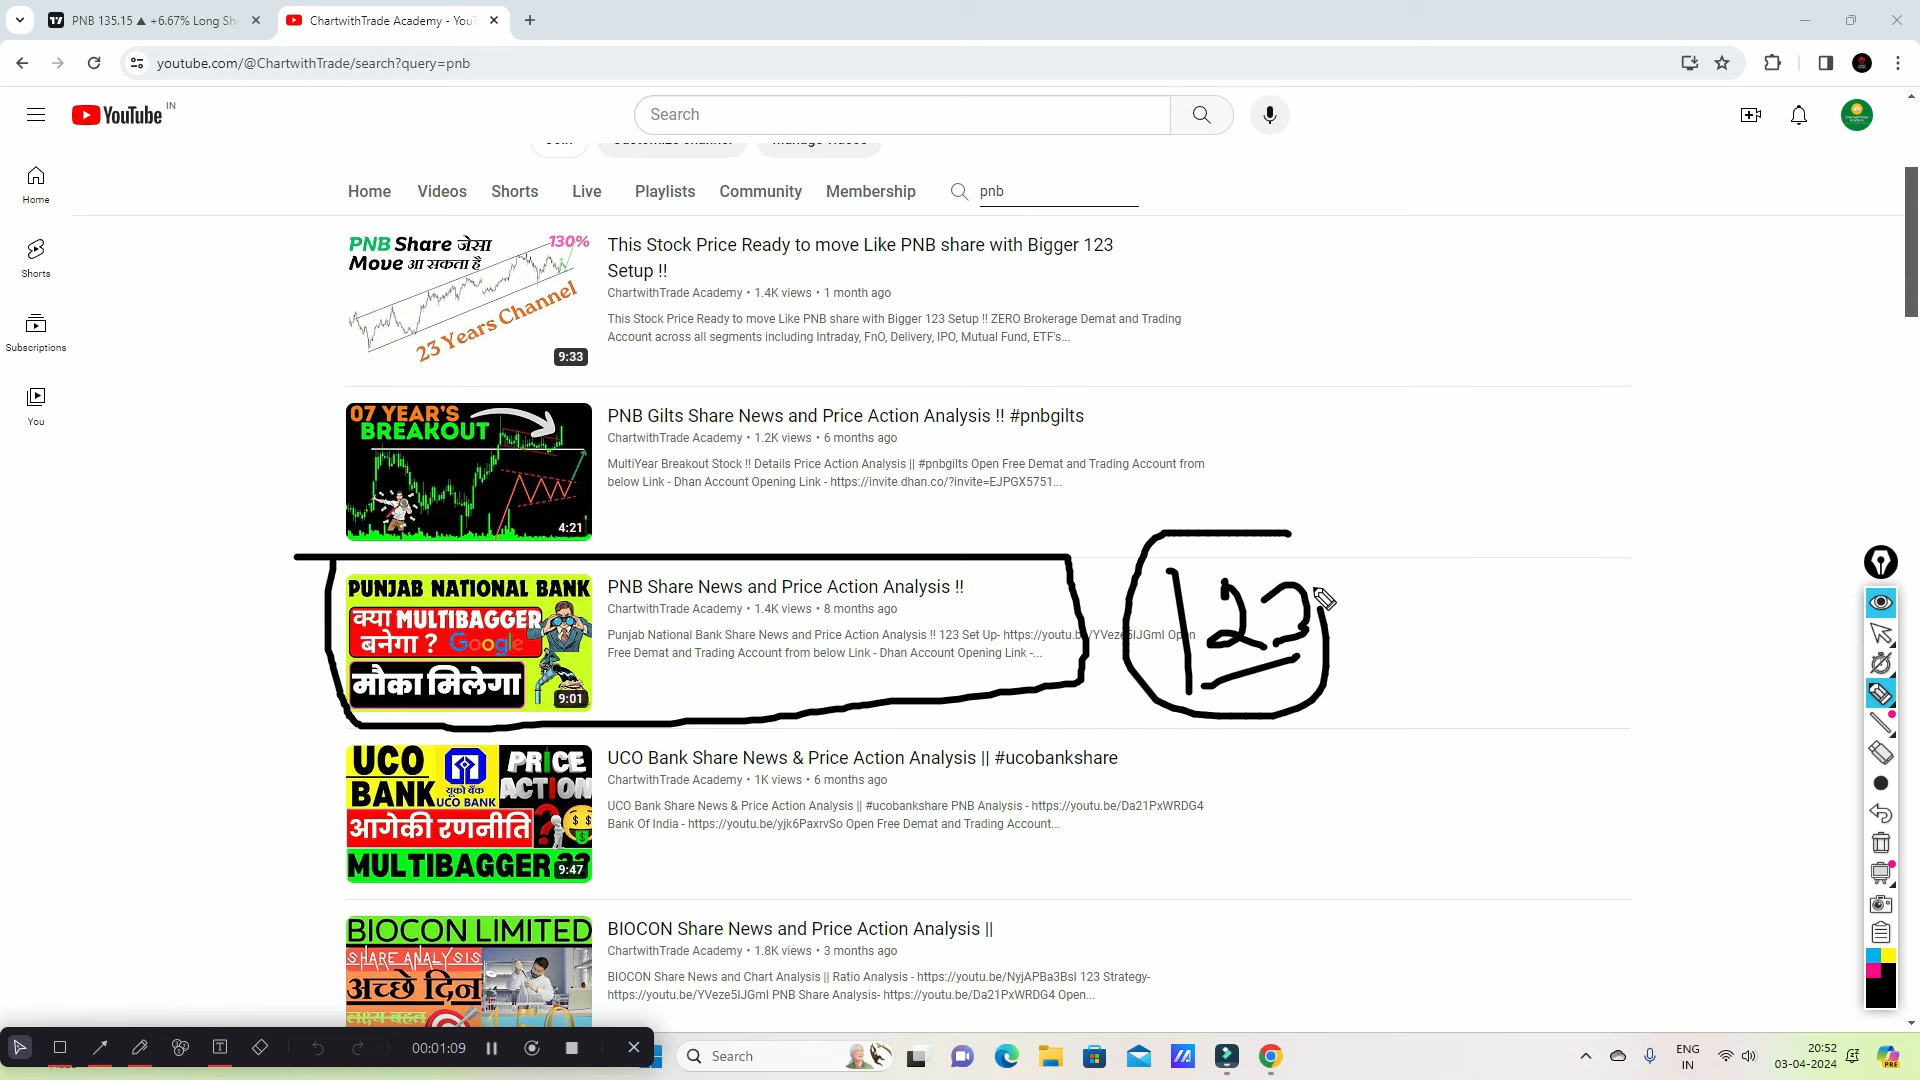 PNB 135.15 ▲ +6.67% Long Sh
ChartwithTrade Academy - YouT
youtube.com/@ChartwithTrade/search?query=pnb
YouTube IN
Search
Join Customize channel Manage videos
Home Videos Shorts Live Playlists Community Membership pnb
Home
Shorts
Subscriptions
You
PNB Share जेसा 130%
Move आ सकता है
23 Years Channel
9:33
This Stock Price Ready to move Like PNB share with Bigger 123
Setup !!
ChartwithTrade Academy • 1.4K views • 1 month ago
This Stock Price Ready to move Like PNB share with Bigger 123 Setup !! ZERO Brokerage Demat and Trading
Account across all segments including Intraday, FnO, Delivery, IPO, Mutual Fund, ETF's...
07 YEAR'S
BREAKOUT
4:21
PNB Gilts Share News and Price Action Analysis !! #pnbgilts
ChartwithTrade Academy • 1.2K views • 6 months ago
MultiYear Breakout Stock !! Details Price Action Analysis || #pnbgilts Open Free Demat and Trading Account from
below Link - Dhan Account Opening Link - https://invite.dhan.co/?invite=EJPGX5751...
PUNJAB NATIONAL BANK
क्या MULTIBAGGER
बनेगा ? Google
मौका मिलेगा
9:01
PNB Share News and Price Action Analysis !!
ChartwithTrade Academy • 1.4K views • 8 months ago
Punjab National Bank Share News and Price Action Analysis !! 123 Set Up- https://youtu.be/YVeze5IJGmI Open
Free Demat and Trading Account from below Link - Dhan Account Opening Link -...
123
UCO
BANK
यूको बैंक
UCO BANK
PRICE
ACTION
आगेकी रणनीति
MULTIBAGGER ??
9:47
UCO Bank Share News & Price Action Analysis || #ucobankshare
ChartwithTrade Academy • 1K views • 6 months ago
UCO Bank Share News & Price Action Analysis || #ucobankshare PNB Analysis - https://youtu.be/Da21PxWRDG4
Bank Of India - https://youtu.be/yjk6PaxrvSo Open Free Demat and Trading Account...
BIOCON LIMITED
SHARE ANALYSIS
अच्छे दिन
लक्ष्य बहुत
BIOCON Share News and Price Action Analysis ||
ChartwithTrade Academy • 1.8K views • 3 months ago
BIOCON Share News and Chart Analysis || Ratio Analysis - https://youtu.be/NyjAPBa3BsI 123 Strategy-
https://youtu.be/YVeze5IJGmI PNB Share Analysis- https://youtu.be/Da21PxWRDG4 Open...
00:01:09
Search
ENG
IN
20:52
03-04-2024
PRE